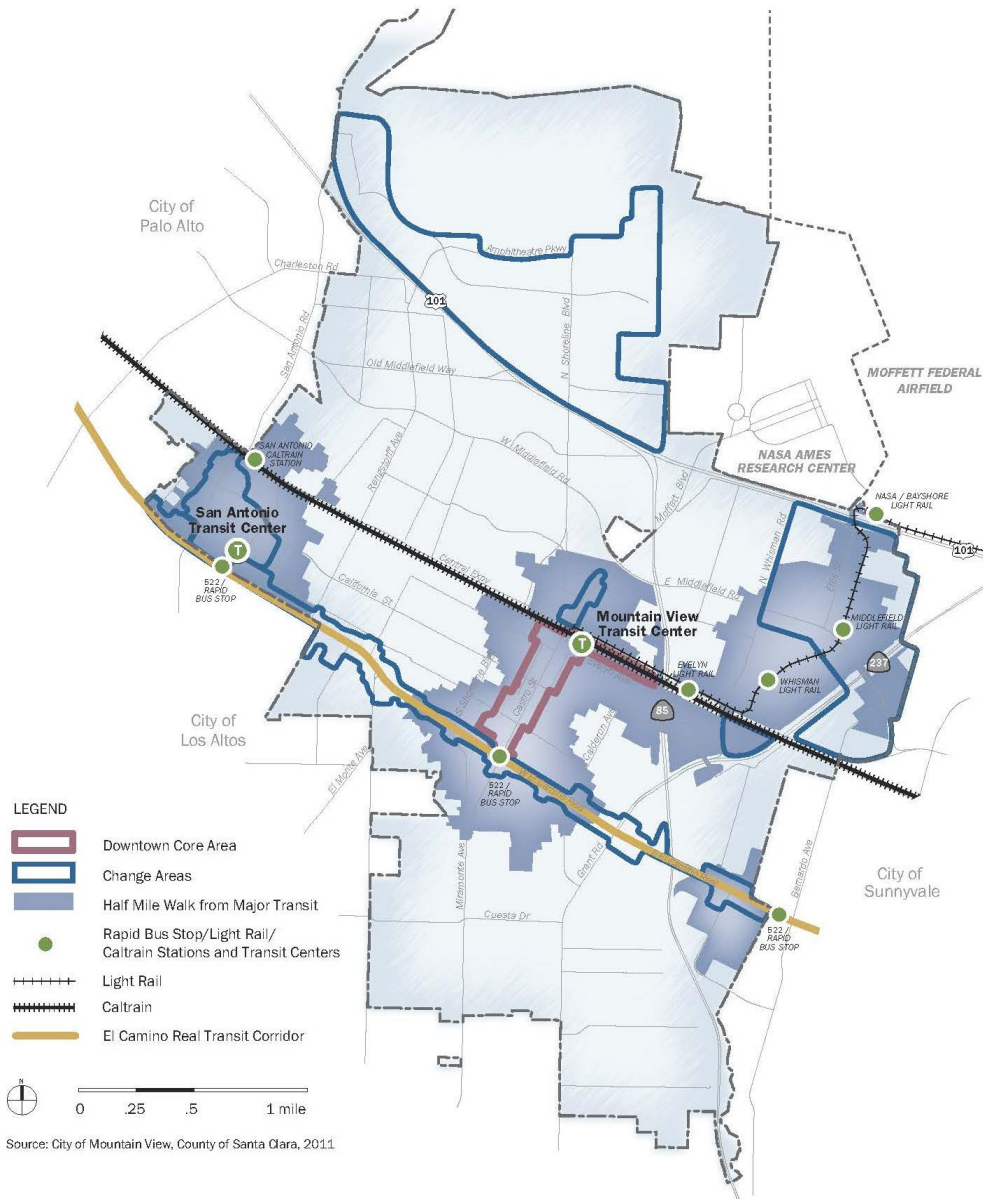 City of
Palo Alto
Charleston Rd
San Antonio Rd
101
Amphitheatre Pkwy
N Shoreline Blvd
Old Middlefield Way
MOFFETT FEDERAL
AIRFIELD
NASA AMES
RESEARCH CENTER
SAN ANTONIO
CALTRAIN
STATION
Rengstorff Ave
W Middlefield Rd
Moffett Blvd
NASA / BAYSHORE
LIGHT RAIL
101
San Antonio
Transit Center
T
522 /
RAPID
BUS STOP
California St
Central Expy
E Middlefield Rd
N Whisman Rd
Mountain View
Transit Center
T
MIDDLEFIELD
LIGHT RAIL
EVELYN
LIGHT RAIL
WHISMAN
LIGHT RAIL
237
85
S Shoreline Blvd
Castro St
Calderon Ave
City of
Los Altos
El Monte Ave
522 /
RAPID
BUS STOP
Grant Rd
Miramonte Ave
Cuesta Dr
Bernardo Ave
City of
Sunnyvale
522 /
RAPID
BUS STOP
LEGEND
Downtown Core Area
Change Areas
Half Mile Walk from Major Transit
Rapid Bus Stop/Light Rail/
Caltrain Stations and Transit Centers
Light Rail
Caltrain
El Camino Real Transit Corridor
N
0 .25 .5 1 mile
Source: City of Mountain View, County of Santa Clara, 2011